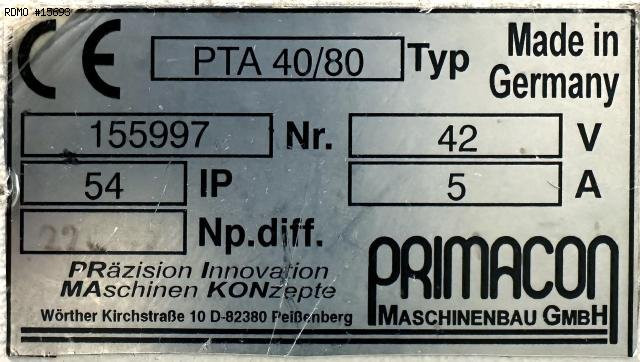 RDMO #15693
CE PTA 40/80 Typ Made in
Germany
155997 Nr. 42 V
54 IP 5 A
Np.diff.
PRäzision Innovation
MAschinen KONzepte
Wörther Kirchstraße 10 D-82380 Peißenberg
PRIMACON
MASCHINENBAU GMBH